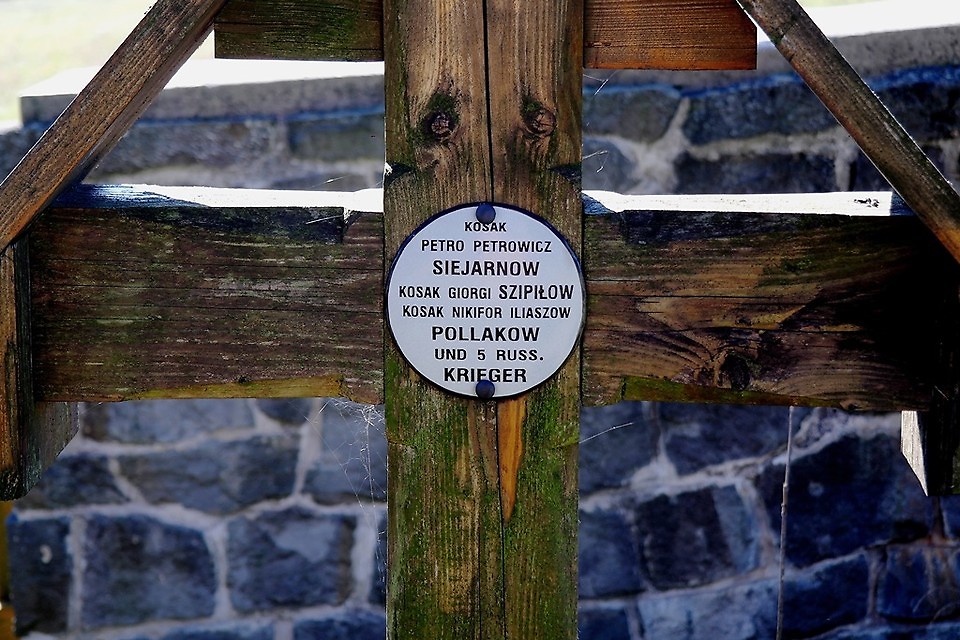 KOSAK
PETRO PETROWICZ
SIEJARNOW
KOSAK GIORGI SZIPIŁOW
KOSAK NIKIFOR ILIASZOW
POLLAKOW
UND 5 RUSS.
KRIEGER